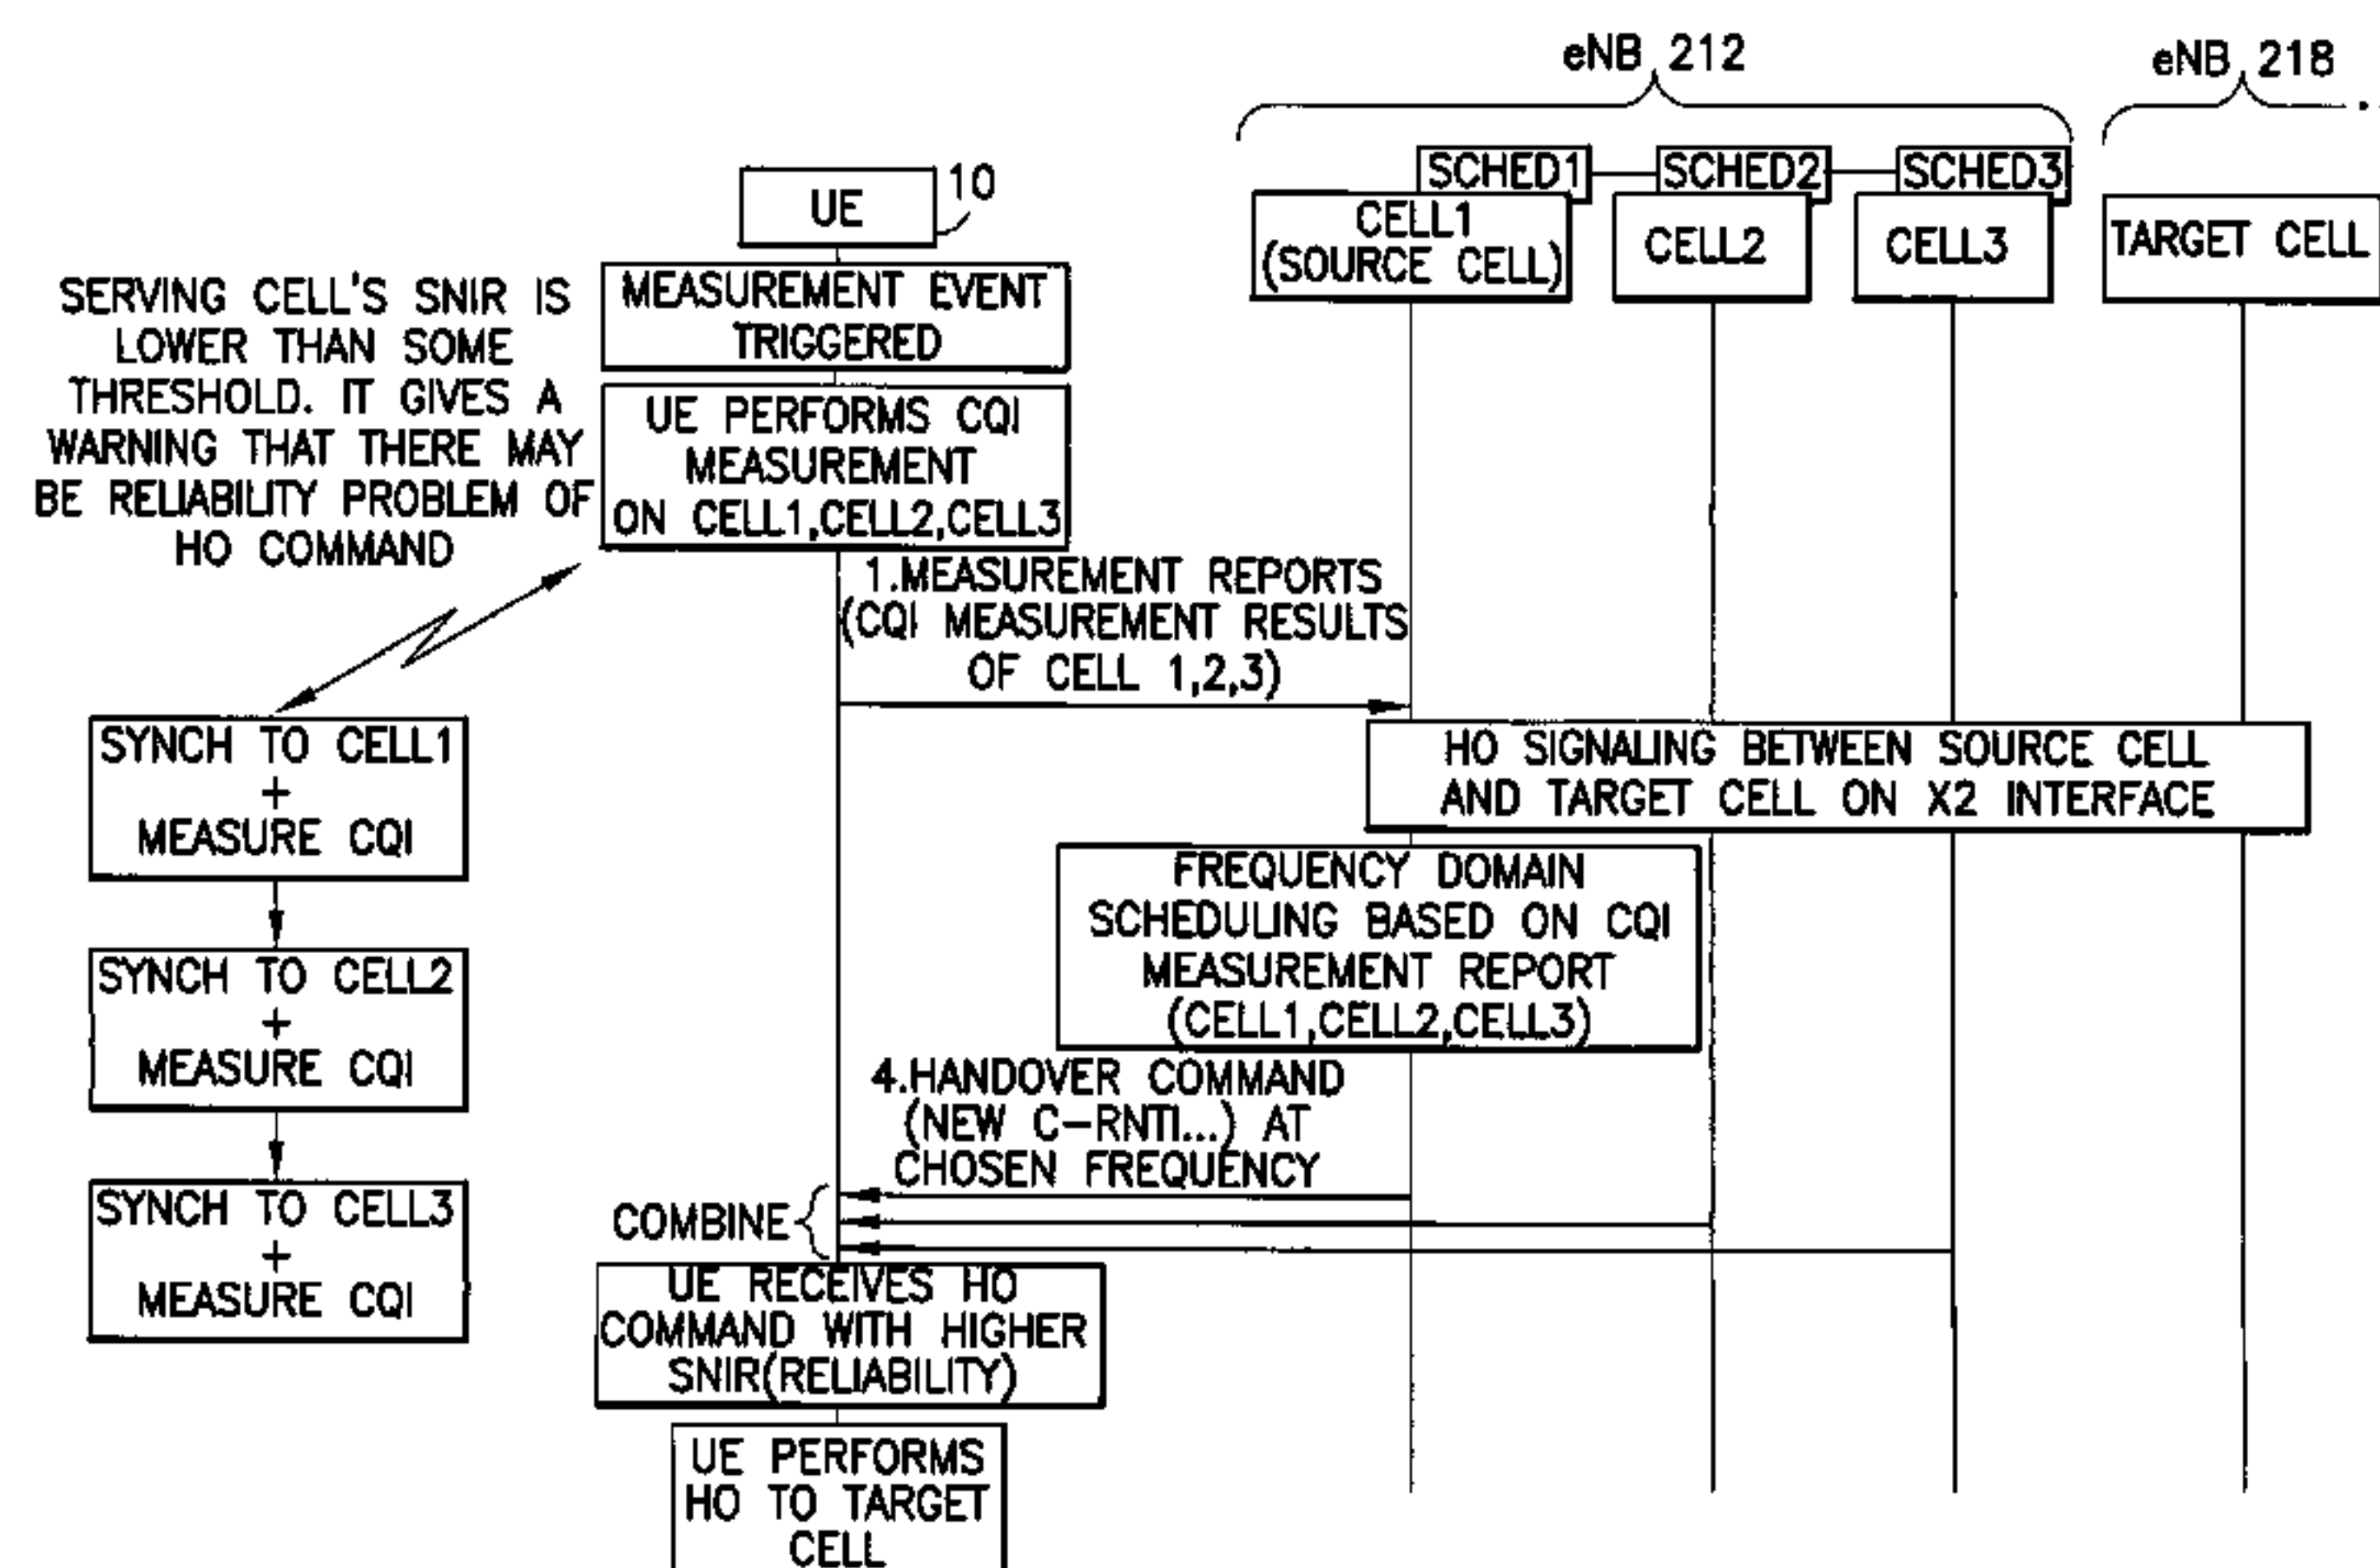 eNB 212
eNB 218
SCHED1
SCHED2
SCHED3
UE
10
CELL1
(SOURCE CELL)
CELL2
CELL3
TARGET CELL
SERVING CELL'S SNIR IS
LOWER THAN SOME
THRESHOLD. IT GIVES A
WARNING THAT THERE MAY
BE RELIABILITY PROBLEM OF
HO COMMAND
MEASUREMENT EVENT
TRIGGERED
UE PERFORMS CQI
MEASUREMENT
ON CELL1,CELL2,CELL3
1.MEASUREMENT REPORTS
(CQI MEASUREMENT RESULTS
OF CELL 1,2,3)
SYNCH TO CELL1
+
MEASURE CQI
SYNCH TO CELL2
+
MEASURE CQI
SYNCH TO CELL3
+
MEASURE CQI
HO SIGNALING BETWEEN SOURCE CELL
AND TARGET CELL ON X2 INTERFACE
FREQUENCY DOMAIN
SCHEDULING BASED ON CQI
MEASUREMENT REPORT
(CELL1,CELL2,CELL3)
4.HANDOVER COMMAND
(NEW C-RNTI...) AT
CHOSEN FREQUENCY
COMBINE
UE RECEIVES HO
COMMAND WITH HIGHER
SNIR(RELIABILITY)
UE PERFORMS
HO TO TARGET
CELL